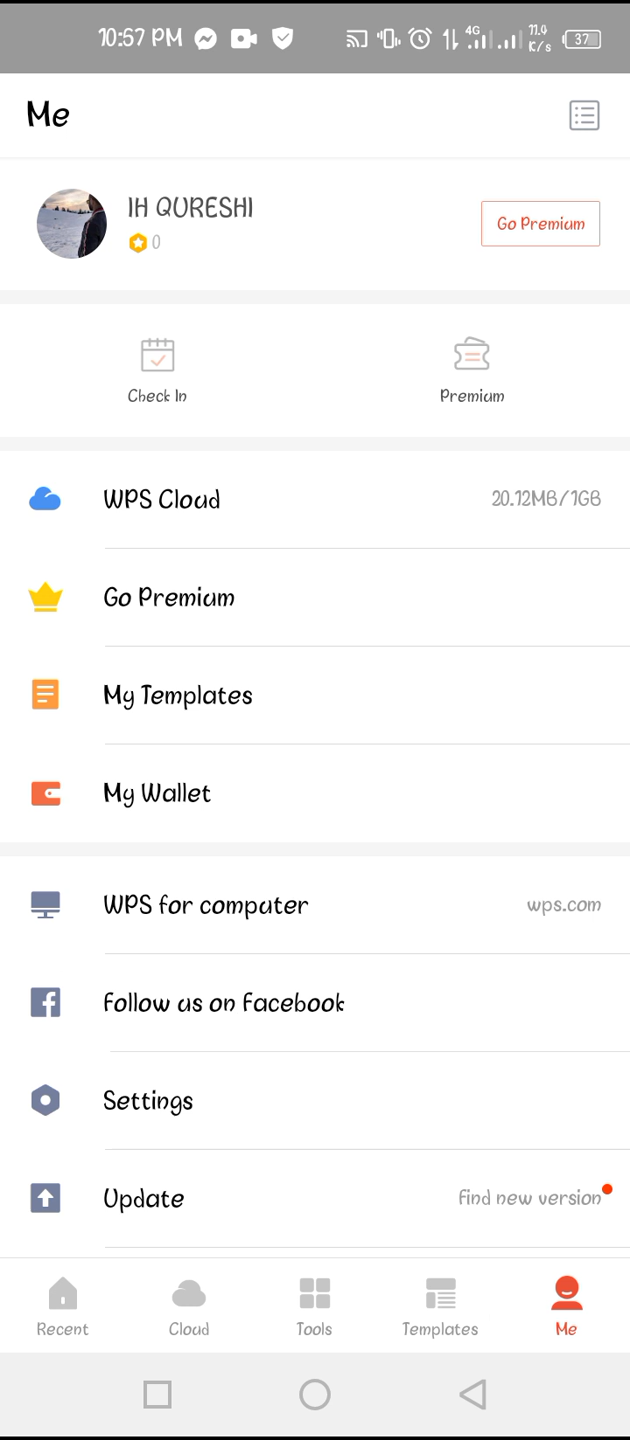 10:57 PM 4G 11.0 K/s 37
Me
IH QURESHI
0
Go Premium
Check In
Premium
WPS Cloud 20.12MB/1GB
Go Premium
My Templates
My Wallet
WPS for computer wps.com
Follow us on Facebook
Settings
Update Find new version
Recent Cloud Tools Templates Me